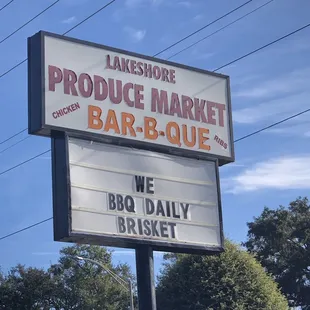 LAKESHORE
PRODUCE MARKET
CHICKEN BAR-B-QUE RIBS
WE
BBQ DAILY
BRISKET